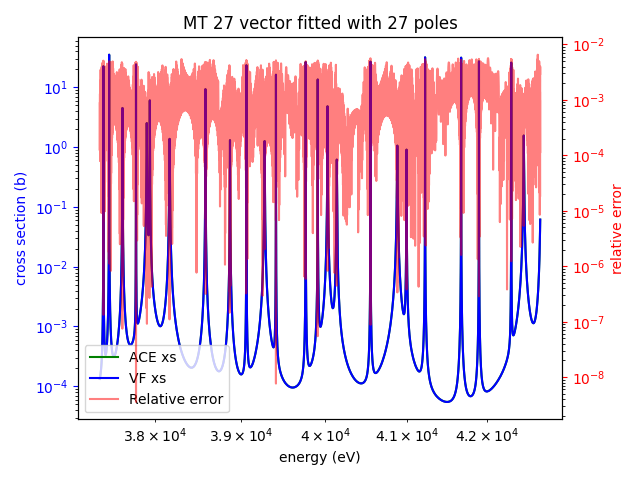 MT 27 vector fitted with 27 poles
10¹
10⁰
10⁻¹
10⁻²
10⁻³
10⁻⁴
cross section (b)
10⁻²
10⁻³
10⁻⁴
10⁻⁵
10⁻⁶
10⁻⁷
10⁻⁸
relative error
ACE xs
VF xs
Relative error
3.8 × 10⁴
3.9 × 10⁴
4 × 10⁴
4.1 × 10⁴
4.2 × 10⁴
energy (eV)